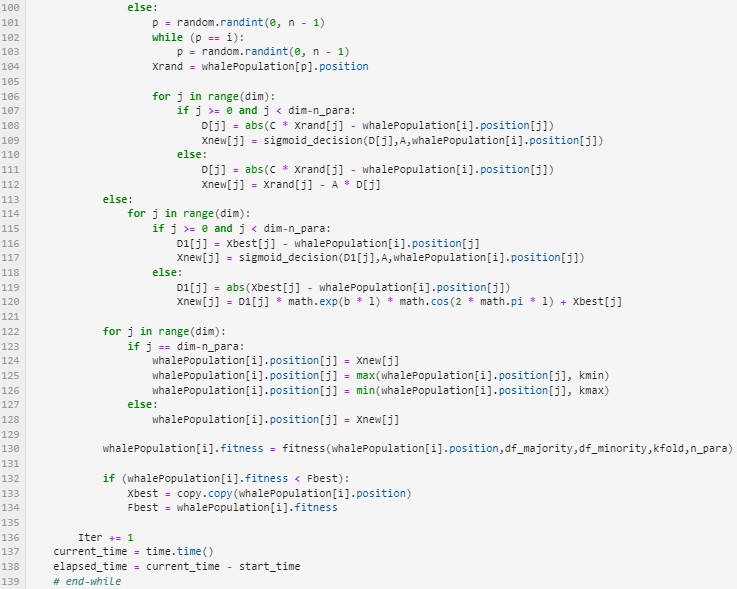 100 else:
101 p = random.randint(0, n - 1)
102 while (p == i):
103 p = random.randint(0, n - 1)
104 Xrand = whalePopulation[p].position
105
106 for j in range(dim):
107 if j >= 0 and j < dim-n_para:
108 D[j] = abs(C * Xrand[j] - whalePopulation[i].position[j])
109 Xnew[j] = sigmoid_decision(D[j],A,whalePopulation[i].position[j])
110 else:
111 D[j] = abs(C * Xrand[j] - whalePopulation[i].position[j])
112 Xnew[j] = Xrand[j] - A * D[j]
113 else:
114 for j in range(dim):
115 if j >= 0 and j < dim-n_para:
116 D1[j] = Xbest[j] - whalePopulation[i].position[j]
117 Xnew[j] = sigmoid_decision(D1[j],A,whalePopulation[i].position[j])
118 else:
119 D1[j] = abs(Xbest[j] - whalePopulation[i].position[j])
120 Xnew[j] = D1[j] * math.exp(b * l) * math.cos(2 * math.pi * l) + Xbest[j]
121
122 for j in range(dim):
123 if j == dim-n_para:
124 whalePopulation[i].position[j] = Xnew[j]
125 whalePopulation[i].position[j] = max(whalePopulation[i].position[j], kmin)
126 whalePopulation[i].position[j] = min(whalePopulation[i].position[j], kmax)
127 else:
128 whalePopulation[i].position[j] = Xnew[j]
129
130 whalePopulation[i].fitness = fitness(whalePopulation[i].position,df_majority,df_minority,kfold,n_para)
131
132 if (whalePopulation[i].fitness < Fbest):
133 Xbest = copy.copy(whalePopulation[i].position)
134 Fbest = whalePopulation[i].fitness
135
136 Iter += 1
137 current_time = time.time()
138 elapsed_time = current_time - start_time
139 # end-while